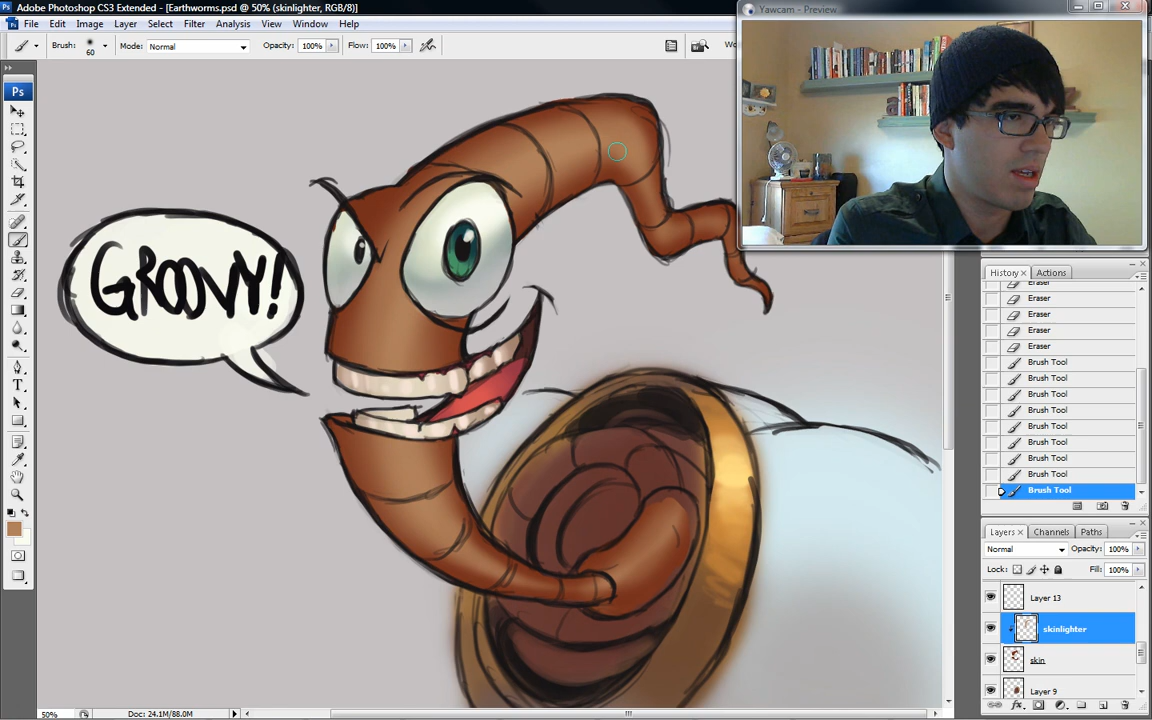 Adobe Photoshop CS3 Extended - [Earthworms.psd @ 50% (skinlighter, RGB/8)]
Yawcam - Preview
File Edit Image Layer Select Filter Analysis View Window Help
Brush: 60 Mode: Normal Opacity: 100% Flow: 100%
Ps
GROOVY!
History × Actions
Eraser
Eraser
Eraser
Eraser
Eraser
Brush Tool
Brush Tool
Brush Tool
Brush Tool
Brush Tool
Brush Tool
Brush Tool
Brush Tool
Brush Tool
Layers × Channels Paths
Normal Opacity: 100%
Lock: Fill: 100%
Layer 13
skinlighter
skin
Layer 9
50% Doc: 24.1M/88.0M